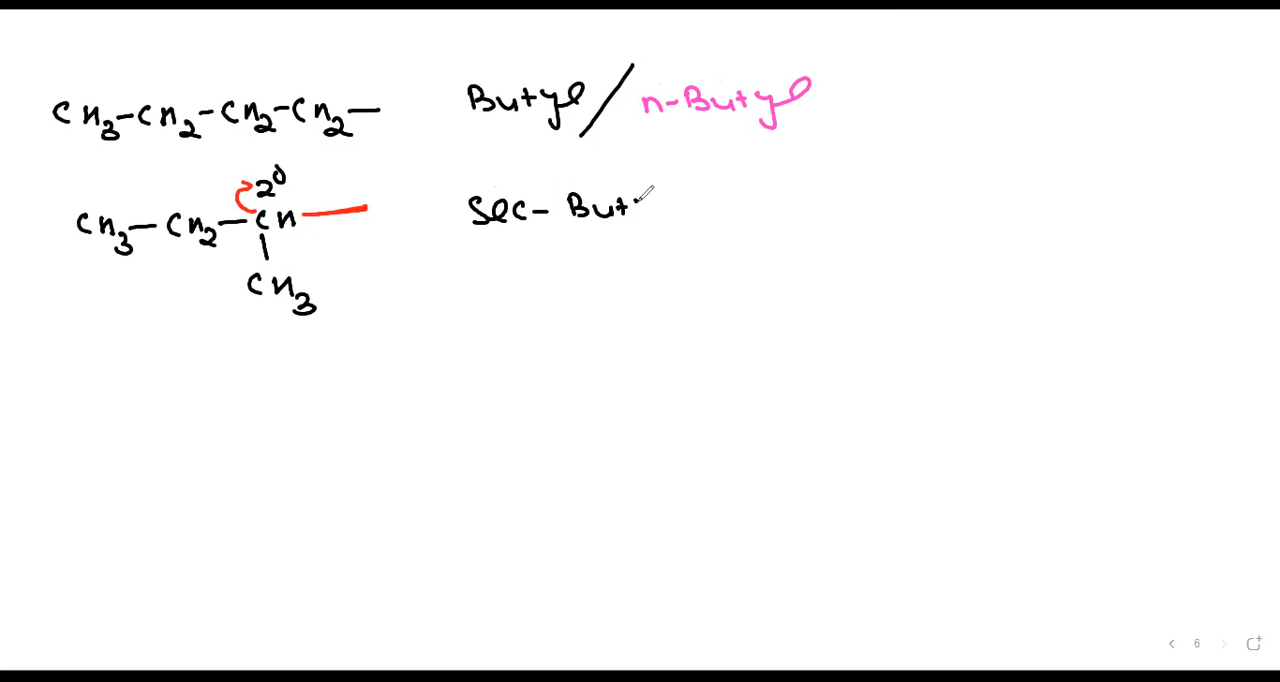 CH3-CH2-CH2-CH2- Butyl/n-Butyl
2°
CH3-CH2-CH- Sec-But
CH3
6